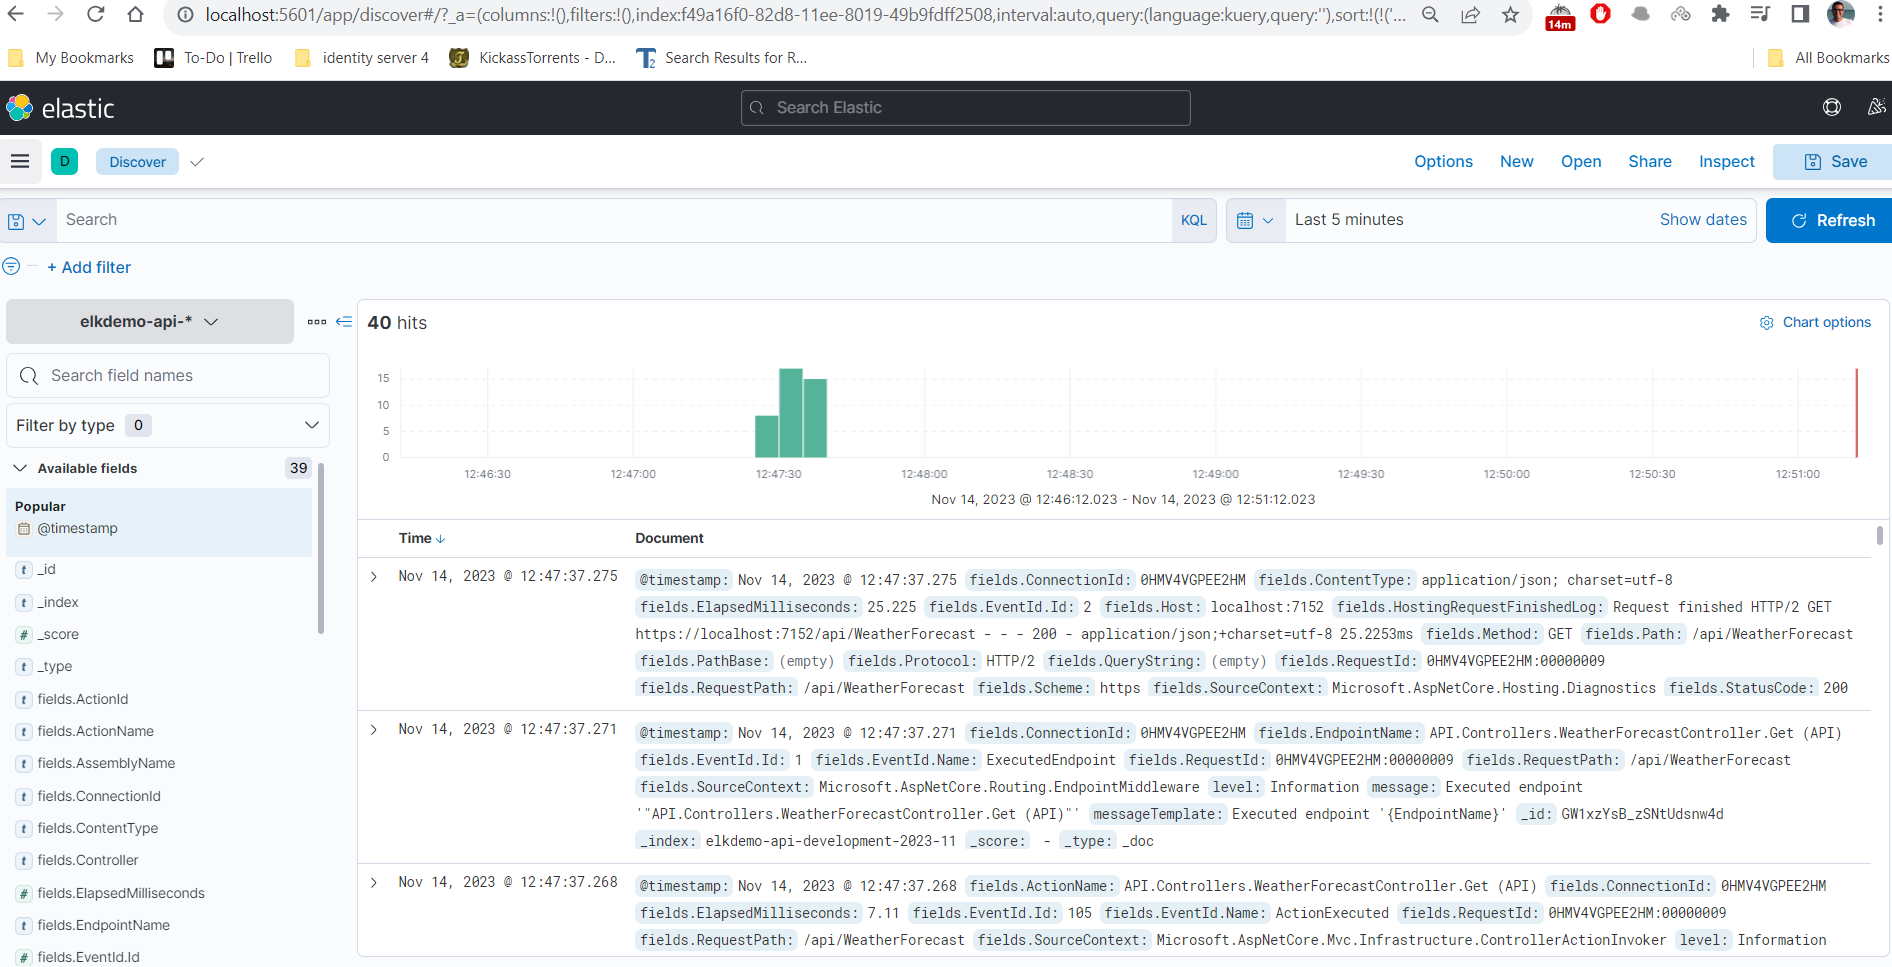 localhost:5601/app/discover#/?_a=(columns:!(),filters:!(),index:f49a16f0-82d8-11ee-8019-49b9fdff2508,interval:auto,query:(language:kuery,query:''),sort:!(!('...
14m
My Bookmarks To-Do | Trello identity server 4 KickassTorrents - D... Search Results for R... All Bookmarks
elastic Search Elastic
D Discover Options New Open Share Inspect Save
Search KQL Last 5 minutes Show dates Refresh
+ Add filter
elkdemo-api-*
40 hits Chart options
Search field names
Filter by type 0
Available fields 39
Popular
@timestamp
_id
_index
_score
_type
fields.ActionId
fields.ActionName
fields.AssemblyName
fields.ConnectionId
fields.ContentType
fields.Controller
fields.ElapsedMilliseconds
fields.EndpointName
fields.EventId.Id
15
10
5
0
12:46:30 12:47:00 12:47:30 12:48:00 12:48:30 12:49:00 12:49:30 12:50:00 12:50:30 12:51:00
Nov 14, 2023 @ 12:46:12.023 - Nov 14, 2023 @ 12:51:12.023
Time Document
Nov 14, 2023 @ 12:47:37.275 @timestamp: Nov 14, 2023 @ 12:47:37.275 fields.ConnectionId: 0HMV4VGPEE2HM fields.ContentType: application/json; charset=utf-8
fields.ElapsedMilliseconds: 25.225 fields.EventId.Id: 2 fields.Host: localhost:7152 fields.HostingRequestFinishedLog: Request finished HTTP/2 GET
https://localhost:7152/api/WeatherForecast - - - 200 - application/json;+charset=utf-8 25.2253ms fields.Method: GET fields.Path: /api/WeatherForecast
fields.PathBase: (empty) fields.Protocol: HTTP/2 fields.QueryString: (empty) fields.RequestId: 0HMV4VGPEE2HM:00000009
fields.RequestPath: /api/WeatherForecast fields.Scheme: https fields.SourceContext: Microsoft.AspNetCore.Hosting.Diagnostics fields.StatusCode: 200
Nov 14, 2023 @ 12:47:37.271 @timestamp: Nov 14, 2023 @ 12:47:37.271 fields.ConnectionId: 0HMV4VGPEE2HM fields.EndpointName: API.Controllers.WeatherForecastController.Get (API)
fields.EventId.Id: 1 fields.EventId.Name: ExecutedEndpoint fields.RequestId: 0HMV4VGPEE2HM:00000009 fields.RequestPath: /api/WeatherForecast
fields.SourceContext: Microsoft.AspNetCore.Routing.EndpointMiddleware level: Information message: Executed endpoint
'"API.Controllers.WeatherForecastController.Get (API)"' messageTemplate: Executed endpoint '{EndpointName}' _id: GW1xzYsB_zSNtUdsnw4d
_index: elkdemo-api-development-2023-11 _score: - _type: _doc
Nov 14, 2023 @ 12:47:37.268 @timestamp: Nov 14, 2023 @ 12:47:37.268 fields.ActionName: API.Controllers.WeatherForecastController.Get (API) fields.ConnectionId: 0HMV4VGPEE2HM
fields.ElapsedMilliseconds: 7.11 fields.EventId.Id: 105 fields.EventId.Name: ActionExecuted fields.RequestId: 0HMV4VGPEE2HM:00000009
fields.RequestPath: /api/WeatherForecast fields.SourceContext: Microsoft.AspNetCore.Mvc.Infrastructure.ControllerActionInvoker level: Information